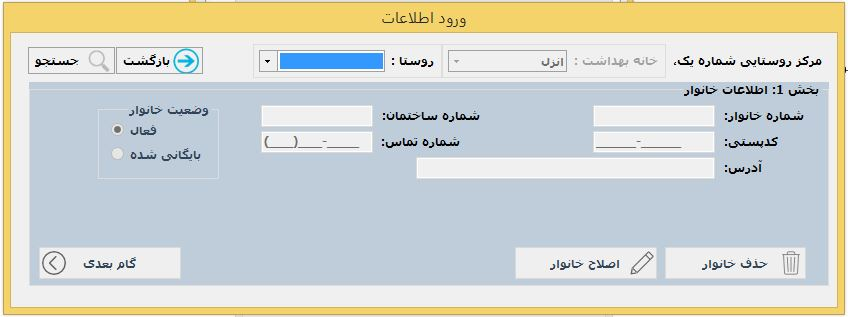 ورود اطلاعات
مرکز روستایی شماره یک، خانه بهداشت : انزل روستا : بازگشت جستجو
بخش 1: اطلاعات خانوار
شماره خانوار: شماره ساختمان: وضعیت خانوار
فعال
کدپستی: _____-_____ شماره تماس: (___)___-____
بایگانی شده
آدرس:
حذف خانوار اصلاح خانوار گام بعدی